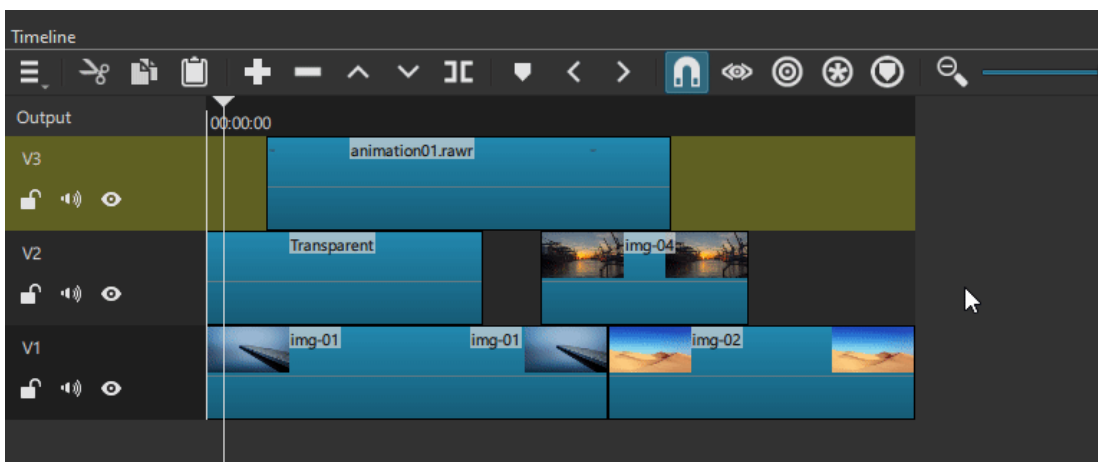 Timeline
Output
00:00:00
V3
animation01.rawr
V2
Transparent
img-04
V1
img-01
img-01
img-02